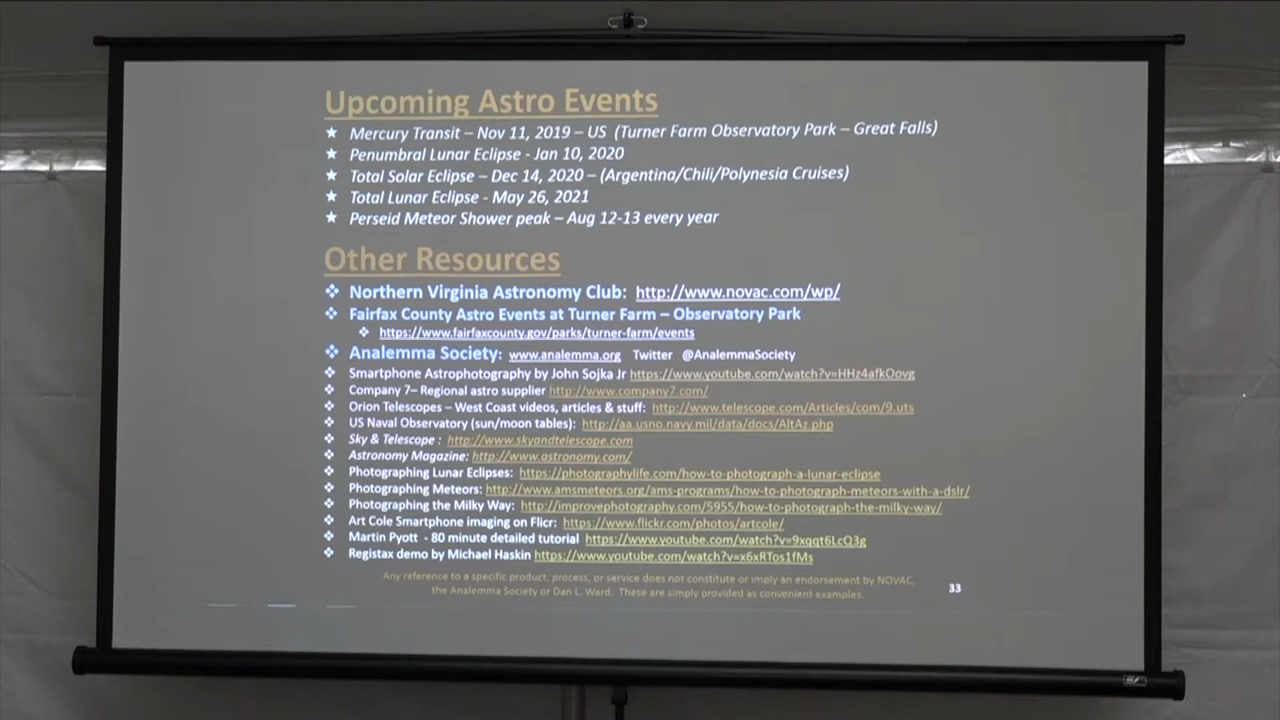 Upcoming Astro Events
★ Mercury Transit – Nov 11, 2019 – US (Turner Farm Observatory Park – Great Falls)
★ Penumbral Lunar Eclipse - Jan 10, 2020
★ Total Solar Eclipse – Dec 14, 2020 – (Argentina/Chili/Polynesia Cruises)
★ Total Lunar Eclipse - May 26, 2021
★ Perseid Meteor Shower peak – Aug 12-13 every year
Other Resources
❖ Northern Virginia Astronomy Club: http://www.novac.com/wp/
❖ Fairfax County Astro Events at Turner Farm – Observatory Park
❖ https://www.fairfaxcounty.gov/parks/turner-farm/events
❖ Analemma Society: www.analemma.org Twitter @AnalemmaSociety
❖ Smartphone Astrophotography by John Sojka Jr https://www.youtube.com/watch?v=HHz4afkOovg
❖ Company 7– Regional astro supplier http://www.company7.com/
❖ Orion Telescopes – West Coast videos, articles & stuff: http://www.telescope.com/Articles/com/9.uts
❖ US Naval Observatory (sun/moon tables): http://aa.usno.navy.mil/data/docs/AltAz.php
❖ Sky & Telescope : http://www.skyandtelescope.com
❖ Astronomy Magazine: http://www.astronomy.com/
❖ Photographing Lunar Eclipses: https://photographylife.com/how-to-photograph-a-lunar-eclipse
❖ Photographing Meteors: http://www.amsmeteors.org/ams-programs/how-to-photograph-meteors-with-a-dslr/
❖ Photographing the Milky Way: http://improvephotography.com/5955/how-to-photograph-the-milky-way/
❖ Art Cole Smartphone imaging on Flicr: https://www.flickr.com/photos/artcole/
❖ Martin Pyott - 80 minute detailed tutorial https://www.youtube.com/watch?v=9xqqt6LcQ3g
❖ Registax demo by Michael Haskin https://www.youtube.com/watch?v=x6xRTos1fMs
Any reference to a specific product, process, or service does not constitute or imply an endorsement by NOVAC,
the Analemma Society or Dan L. Ward. These are simply provided as convenient examples.
33